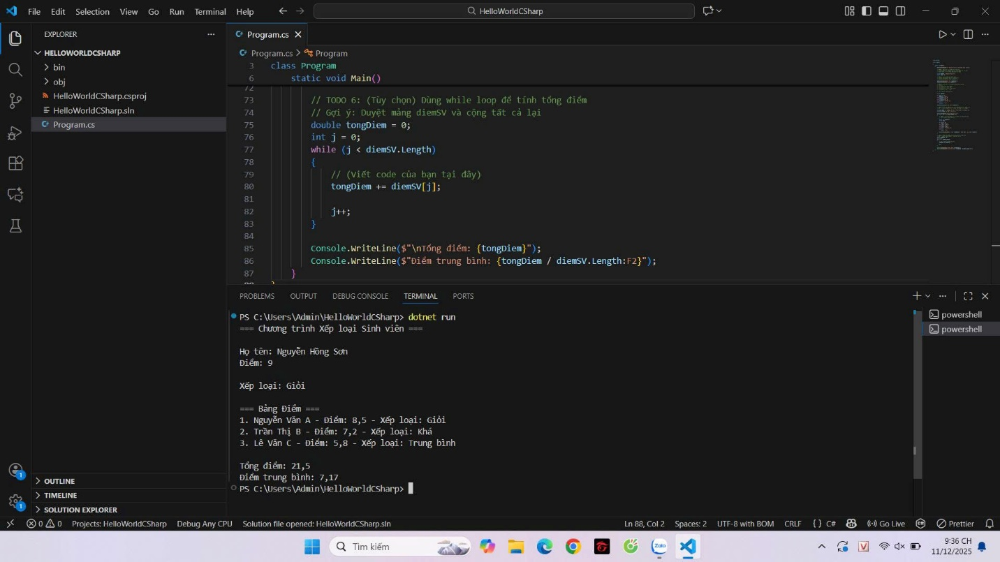 File Edit Selection View Go Run Terminal Help
HelloWorldCSharp
EXPLORER
HELLOWORLDCSHARP
bin
obj
HelloWorldCSharp.csproj
HelloWorldCSharp.sln
Program.cs
OUTLINE
TIMELINE
SOLUTION EXPLORER
Program.cs
Program.cs > Program
3 class Program
6 static void Main()
72
73 // TODO 6: (Tùy chọn) Dùng while loop để tính tổng điểm
74 // Gợi ý: Duyệt mảng diemSV và cộng tất cả lại
75 double tongDiem = 0;
76 int j = 0;
77 while (j < diemSV.Length)
78 {
79 // (Viết code của bạn tại đây)
80 tongDiem += diemSV[j];
81
82 j++;
83 }
84
85 Console.WriteLine($"\nTổng điểm: {tongDiem}");
86 Console.WriteLine($"Điểm trung bình: {tongDiem / diemSV.Length:F2}");
87 }
88 }
PROBLEMS OUTPUT DEBUG CONSOLE TERMINAL PORTS
powershell
powershell
PS C:\Users\Admin\HelloWorldCSharp> dotnet run
=== Chương trình Xếp loại Sinh viên ===
Họ tên: Nguyễn Hồng Sơn
Điểm: 9
Xếp loại: Giỏi
=== Bảng Điểm ===
1. Nguyễn Văn A - Điểm: 8,5 - Xếp loại: Giỏi
2. Trần Thị B - Điểm: 7,2 - Xếp loại: Khá
3. Lê Văn C - Điểm: 5,8 - Xếp loại: Trung bình
Tổng điểm: 21,5
Điểm trung bình: 7,17
PS C:\Users\Admin\HelloWorldCSharp>
0 0 Projects: HelloWorldCSharp Debug Any CPU Solution file opened: HelloWorldCSharp.sln Ln 88, Col 2 Spaces: 2 UTF-8 with BOM CRLF { } C# Go Live Prettier
Tìm kiếm
Zalo
V
9:36 CH
11/12/2025